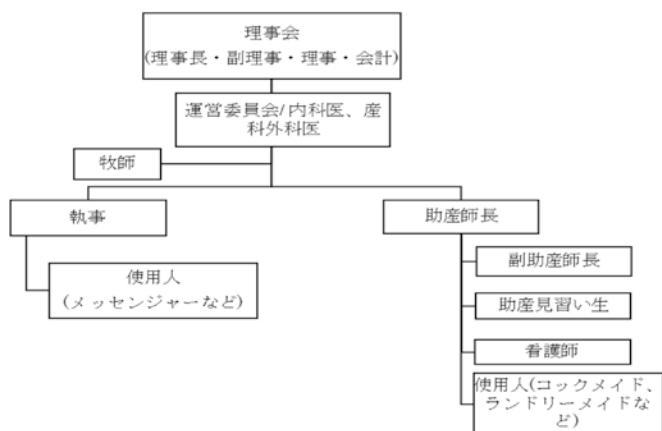 理事会
(理事長・副理事・理事・会計)
運営委員会/内科医、産
科外科医
牧師
執事
助産師長
使用人
(メッセンジャーなど)
副助産師長
助産見習い生
看護師
使用人(コックメイド、
ランドリーメイドな
ど)